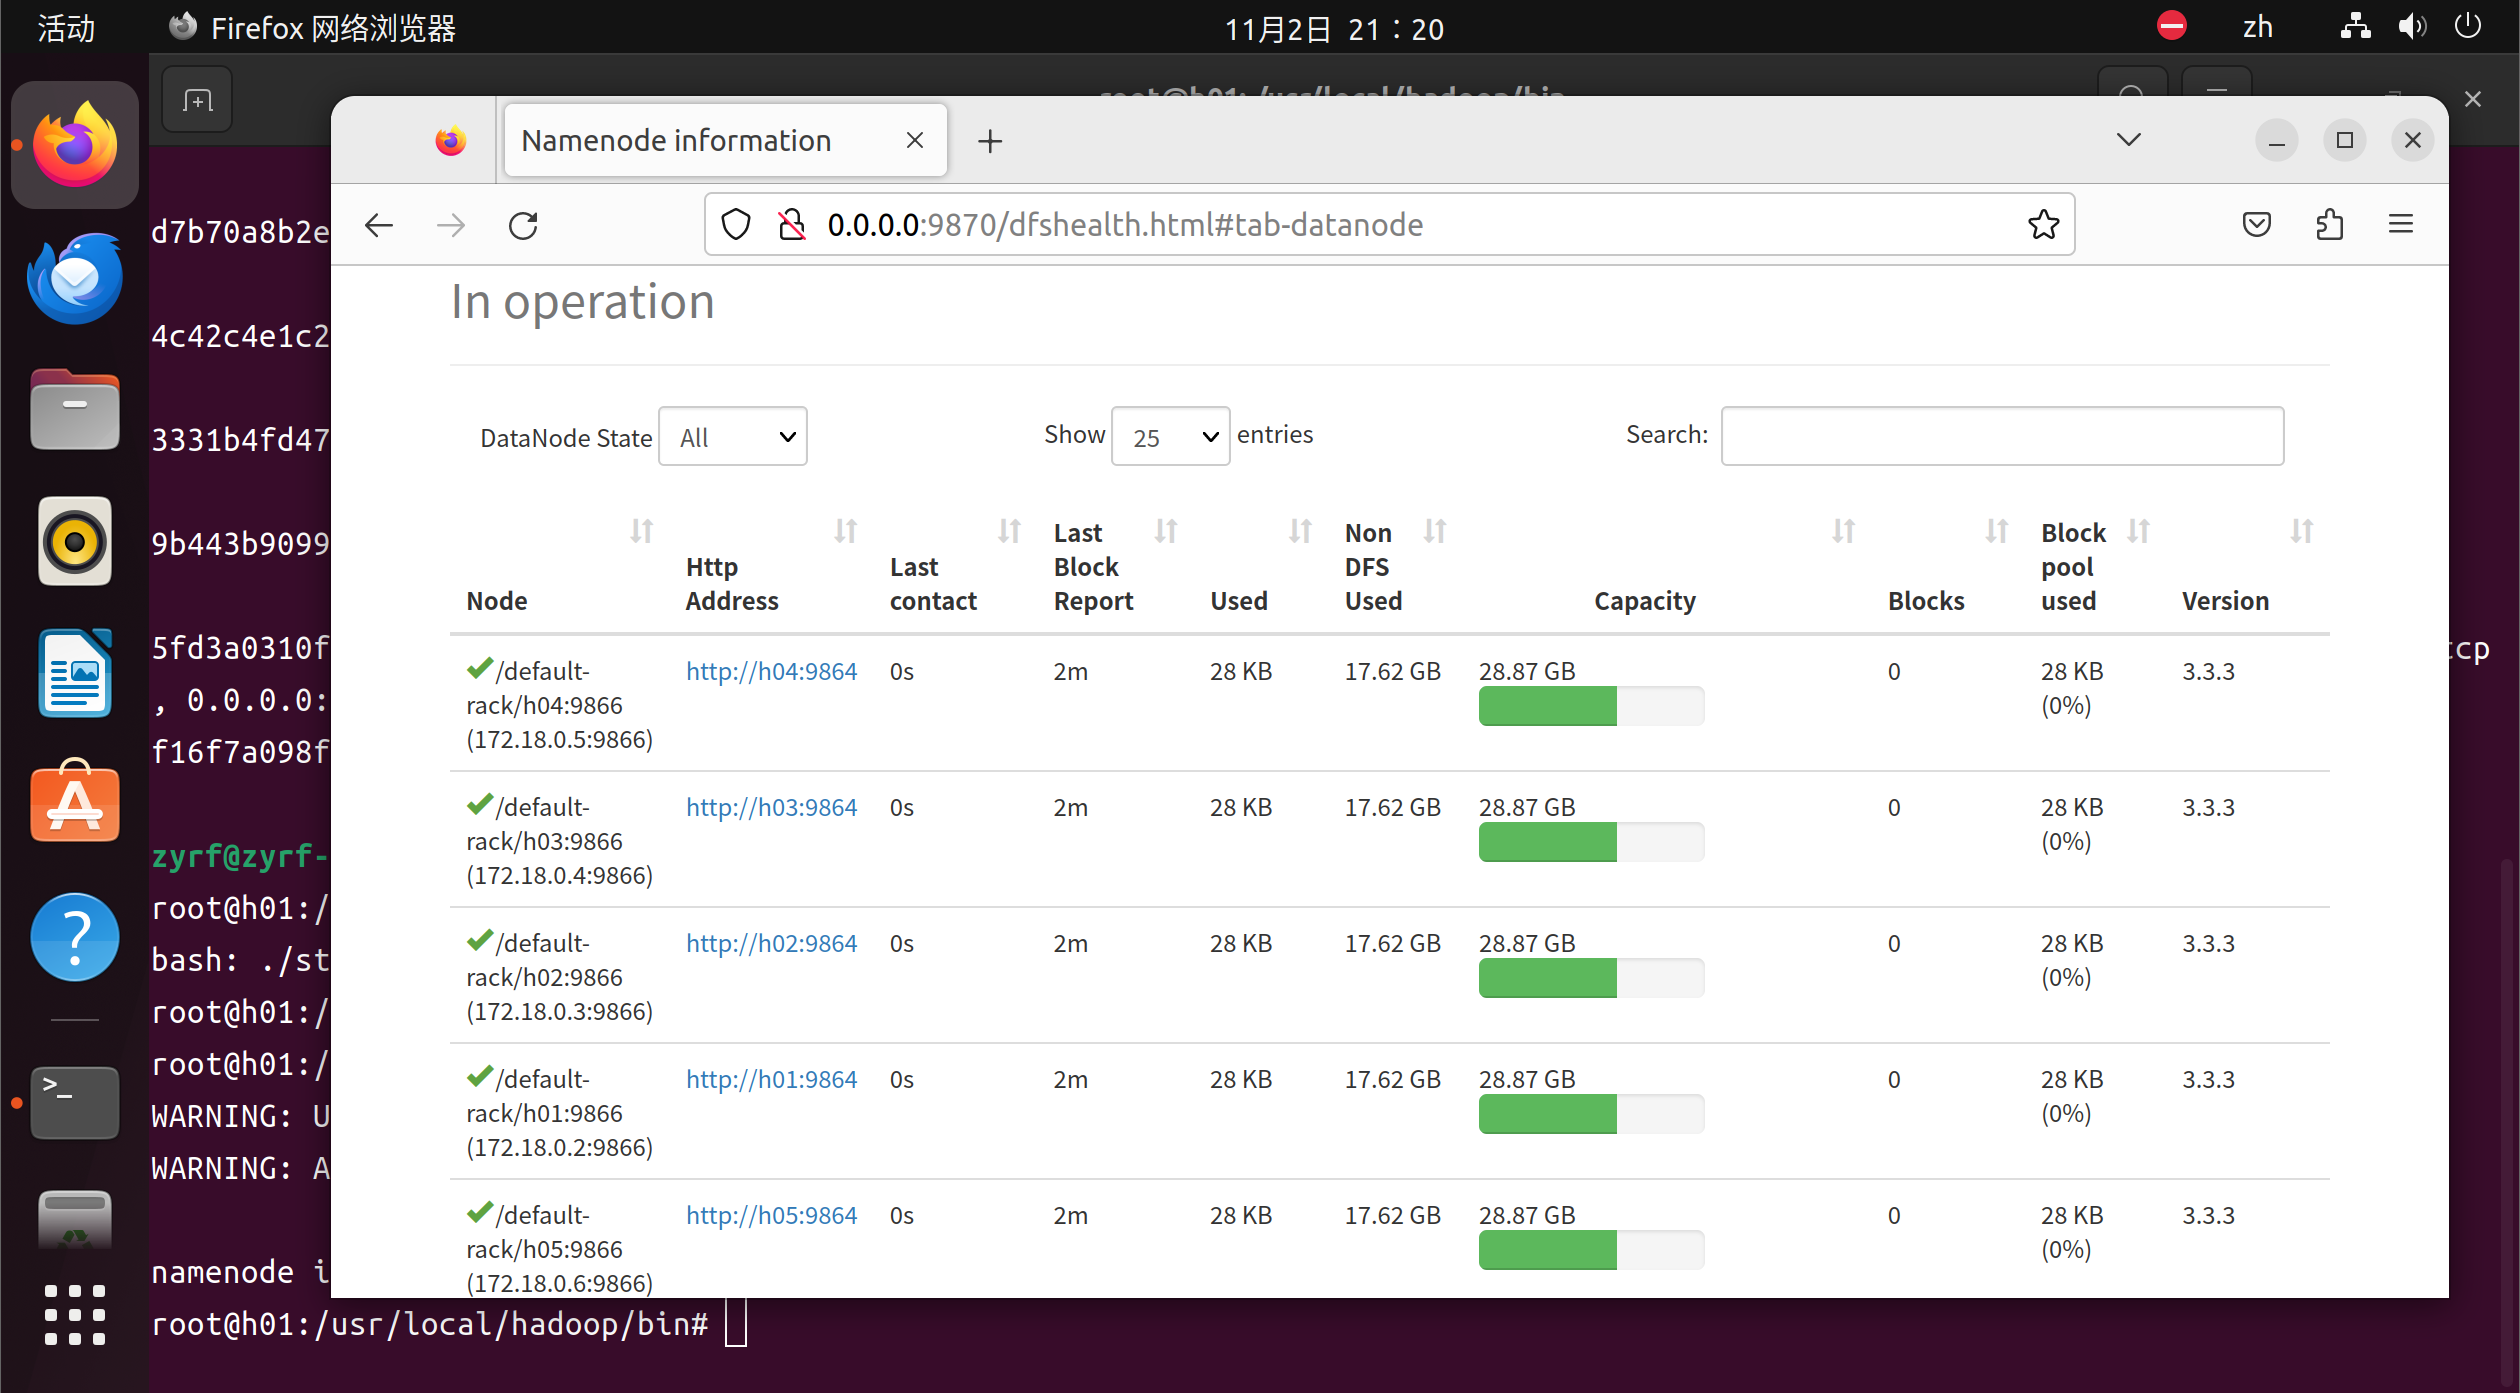 活动
Firefox 网络浏览器
11月2日 21：20
zh
Namenode information
0.0.0.0:9870/dfshealth.html#tab-datanode
In operation
DataNode State All
Show 25 entries
Search:
Node
Http Address
Last contact
Last Block Report
Used
Non DFS Used
Capacity
Blocks
Block pool used
Version
/default-rack/h04:9866 (172.18.0.5:9866)
http://h04:9864
0s
2m
28 KB
17.62 GB
28.87 GB
0
28 KB (0%)
3.3.3
/default-rack/h03:9866 (172.18.0.4:9866)
http://h03:9864
0s
2m
28 KB
17.62 GB
28.87 GB
0
28 KB (0%)
3.3.3
/default-rack/h02:9866 (172.18.0.3:9866)
http://h02:9864
0s
2m
28 KB
17.62 GB
28.87 GB
0
28 KB (0%)
3.3.3
/default-rack/h01:9866 (172.18.0.2:9866)
http://h01:9864
0s
2m
28 KB
17.62 GB
28.87 GB
0
28 KB (0%)
3.3.3
/default-rack/h05:9866 (172.18.0.6:9866)
http://h05:9864
0s
2m
28 KB
17.62 GB
28.87 GB
0
28 KB (0%)
3.3.3
d7b70a8b2e
4c42c4e1c2
3331b4fd47
9b443b9099
5fd3a0310f
, 0.0.0.0:
f16f7a098f
zyrf@zyrf-
root@h01:/
bash: ./st
root@h01:/
root@h01:/
WARNING: U
WARNING: A
namenode i
root@h01:/usr/local/hadoop/bin#